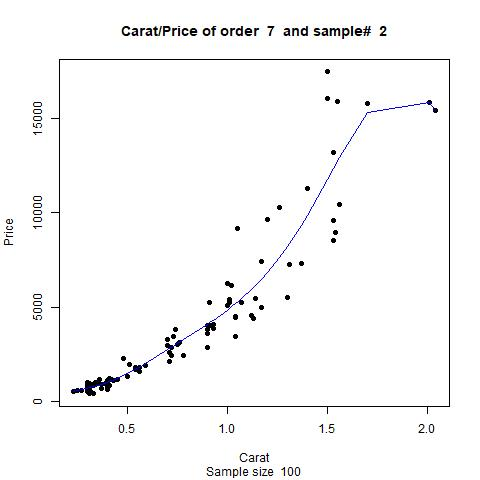 Carat/Price of order  7  and sample#  2
15000
10000
5000
0
Price
0.5 1.0 1.5 2.0
Carat
Sample size  100